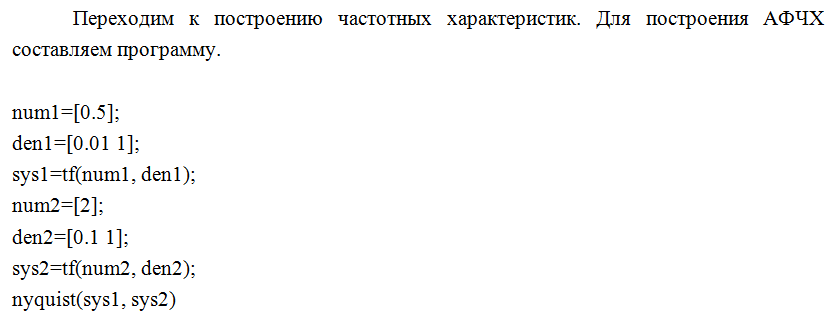 Переходим к построению частотных характеристик. Для построения АФЧХ
составляем программу.
num1=[0.5];
den1=[0.01 1];
sys1=tf(num1, den1);
num2=[2];
den2=[0.1 1];
sys2=tf(num2, den2);
nyquist(sys1, sys2)